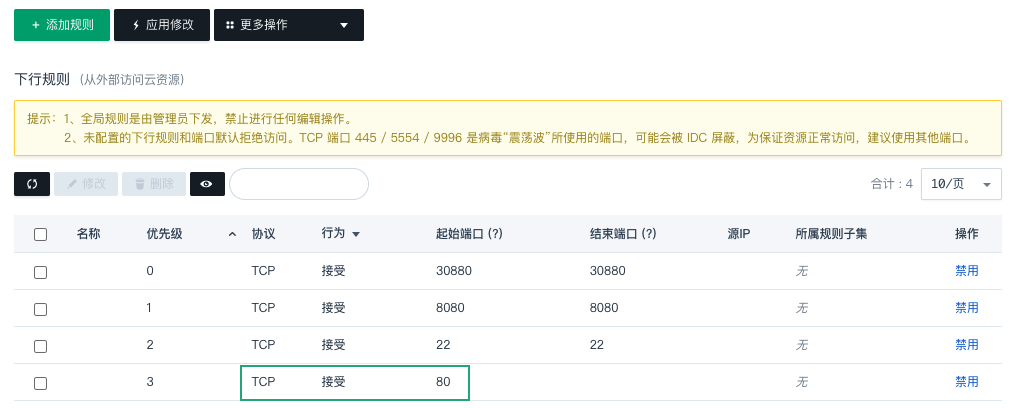 + 添加规则 应用修改 更多操作
下行规则 (从外部访问云资源)
提示：1、全局规则是由管理员下发，禁止进行任何编辑操作。
2、未配置的下行规则和端口默认拒绝访问。TCP 端口 445 / 5554 / 9996 是病毒“震荡波”所使用的端口，可能会被 IDC 屏蔽，为保证资源正常访问，建议使用其他端口。
修改 删除 合计 : 4 10/页
名称 优先级 协议 行为 起始端口 (?) 结束端口 (?) 源IP 所属规则子集 操作
0 TCP 接受 30880 30880 无 禁用
1 TCP 接受 8080 8080 无 禁用
2 TCP 接受 22 22 无 禁用
3 TCP 接受 80 无 禁用